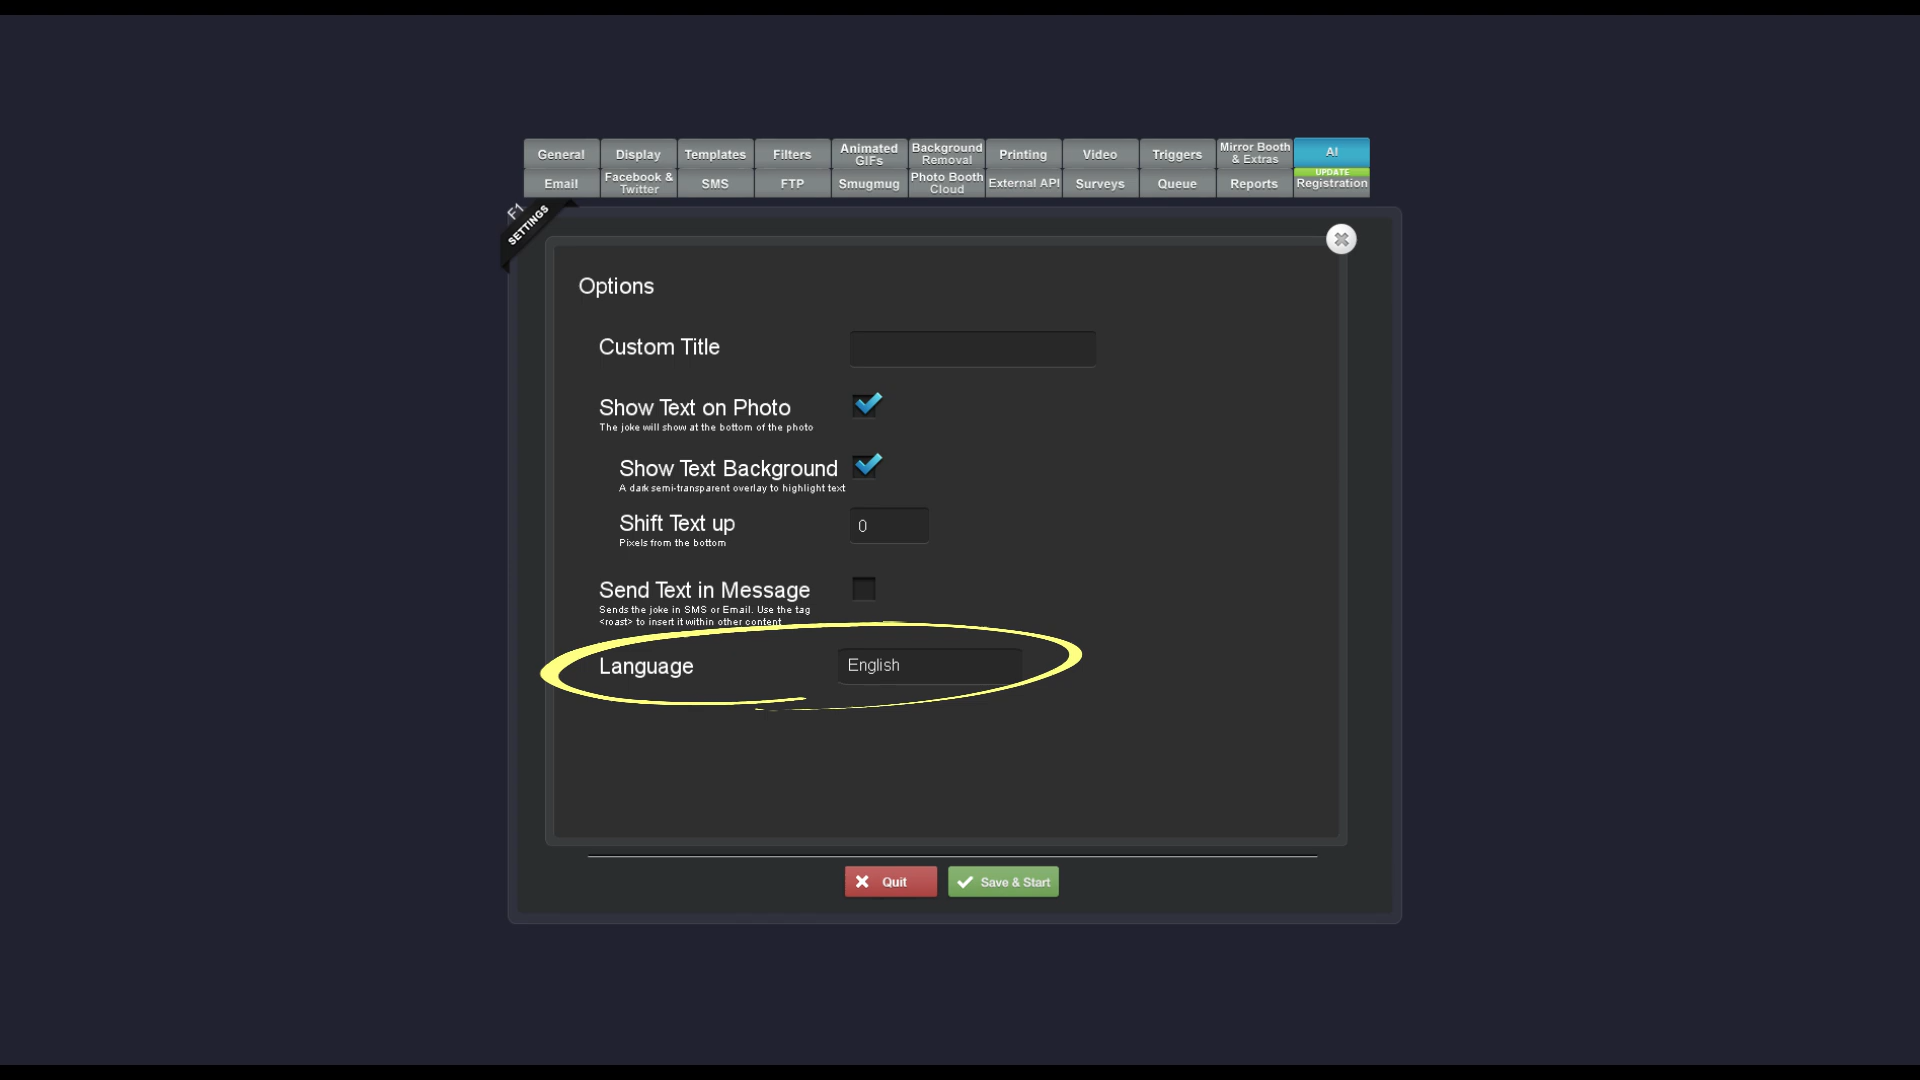 General Display Templates Filters Animated GIFs Background Removal Printing Video Triggers Mirror Booth & Extras AI
Email Facebook & Twitter SMS FTP Smugmug Photo Booth Cloud External API Surveys Queue Reports UPDATE Registration
F1
SETTINGS
Options
Custom Title
Show Text on Photo
The joke will show at the bottom of the photo
Show Text Background
A dark semi-transparent overlay to highlight text
Shift Text up 0
Pixels from the bottom
Send Text in Message
Sends the joke in SMS or Email. Use the tag
<roast> to insert it within other content
Language English
Quit Save & Start